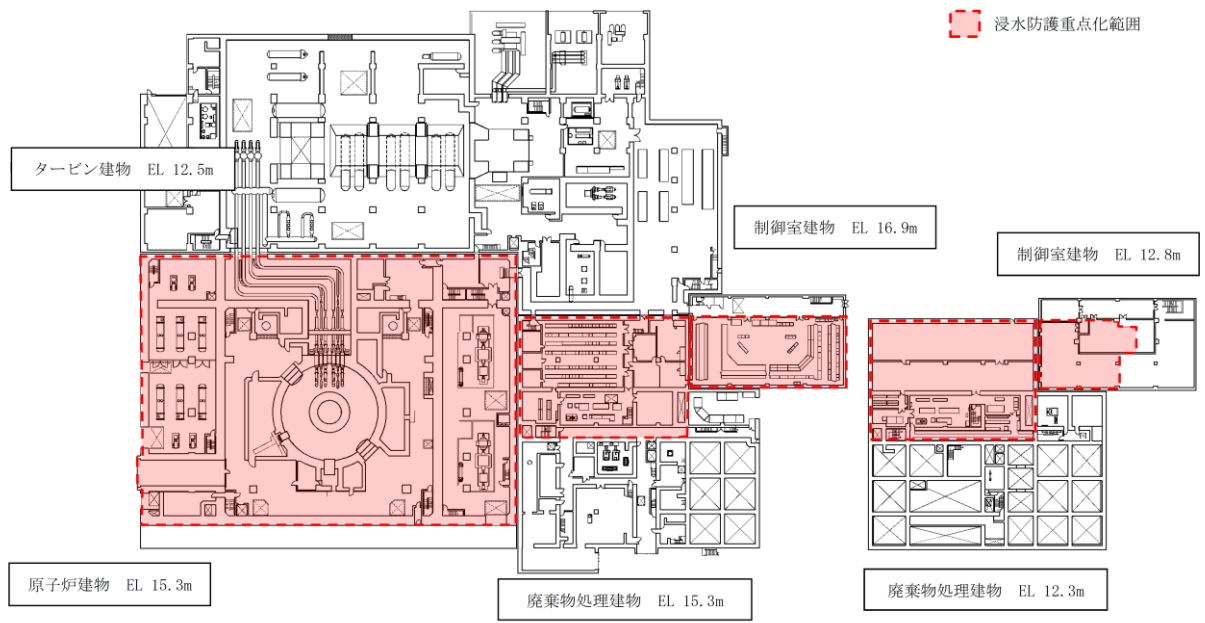 浸水防護重点化範囲
タービン建物 EL 12.5m
制御室建物 EL 16.9m
制御室建物 EL 12.8m
原子炉建物 EL 15.3m
廃棄物処理建物 EL 15.3m
廃棄物処理建物 EL 12.3m